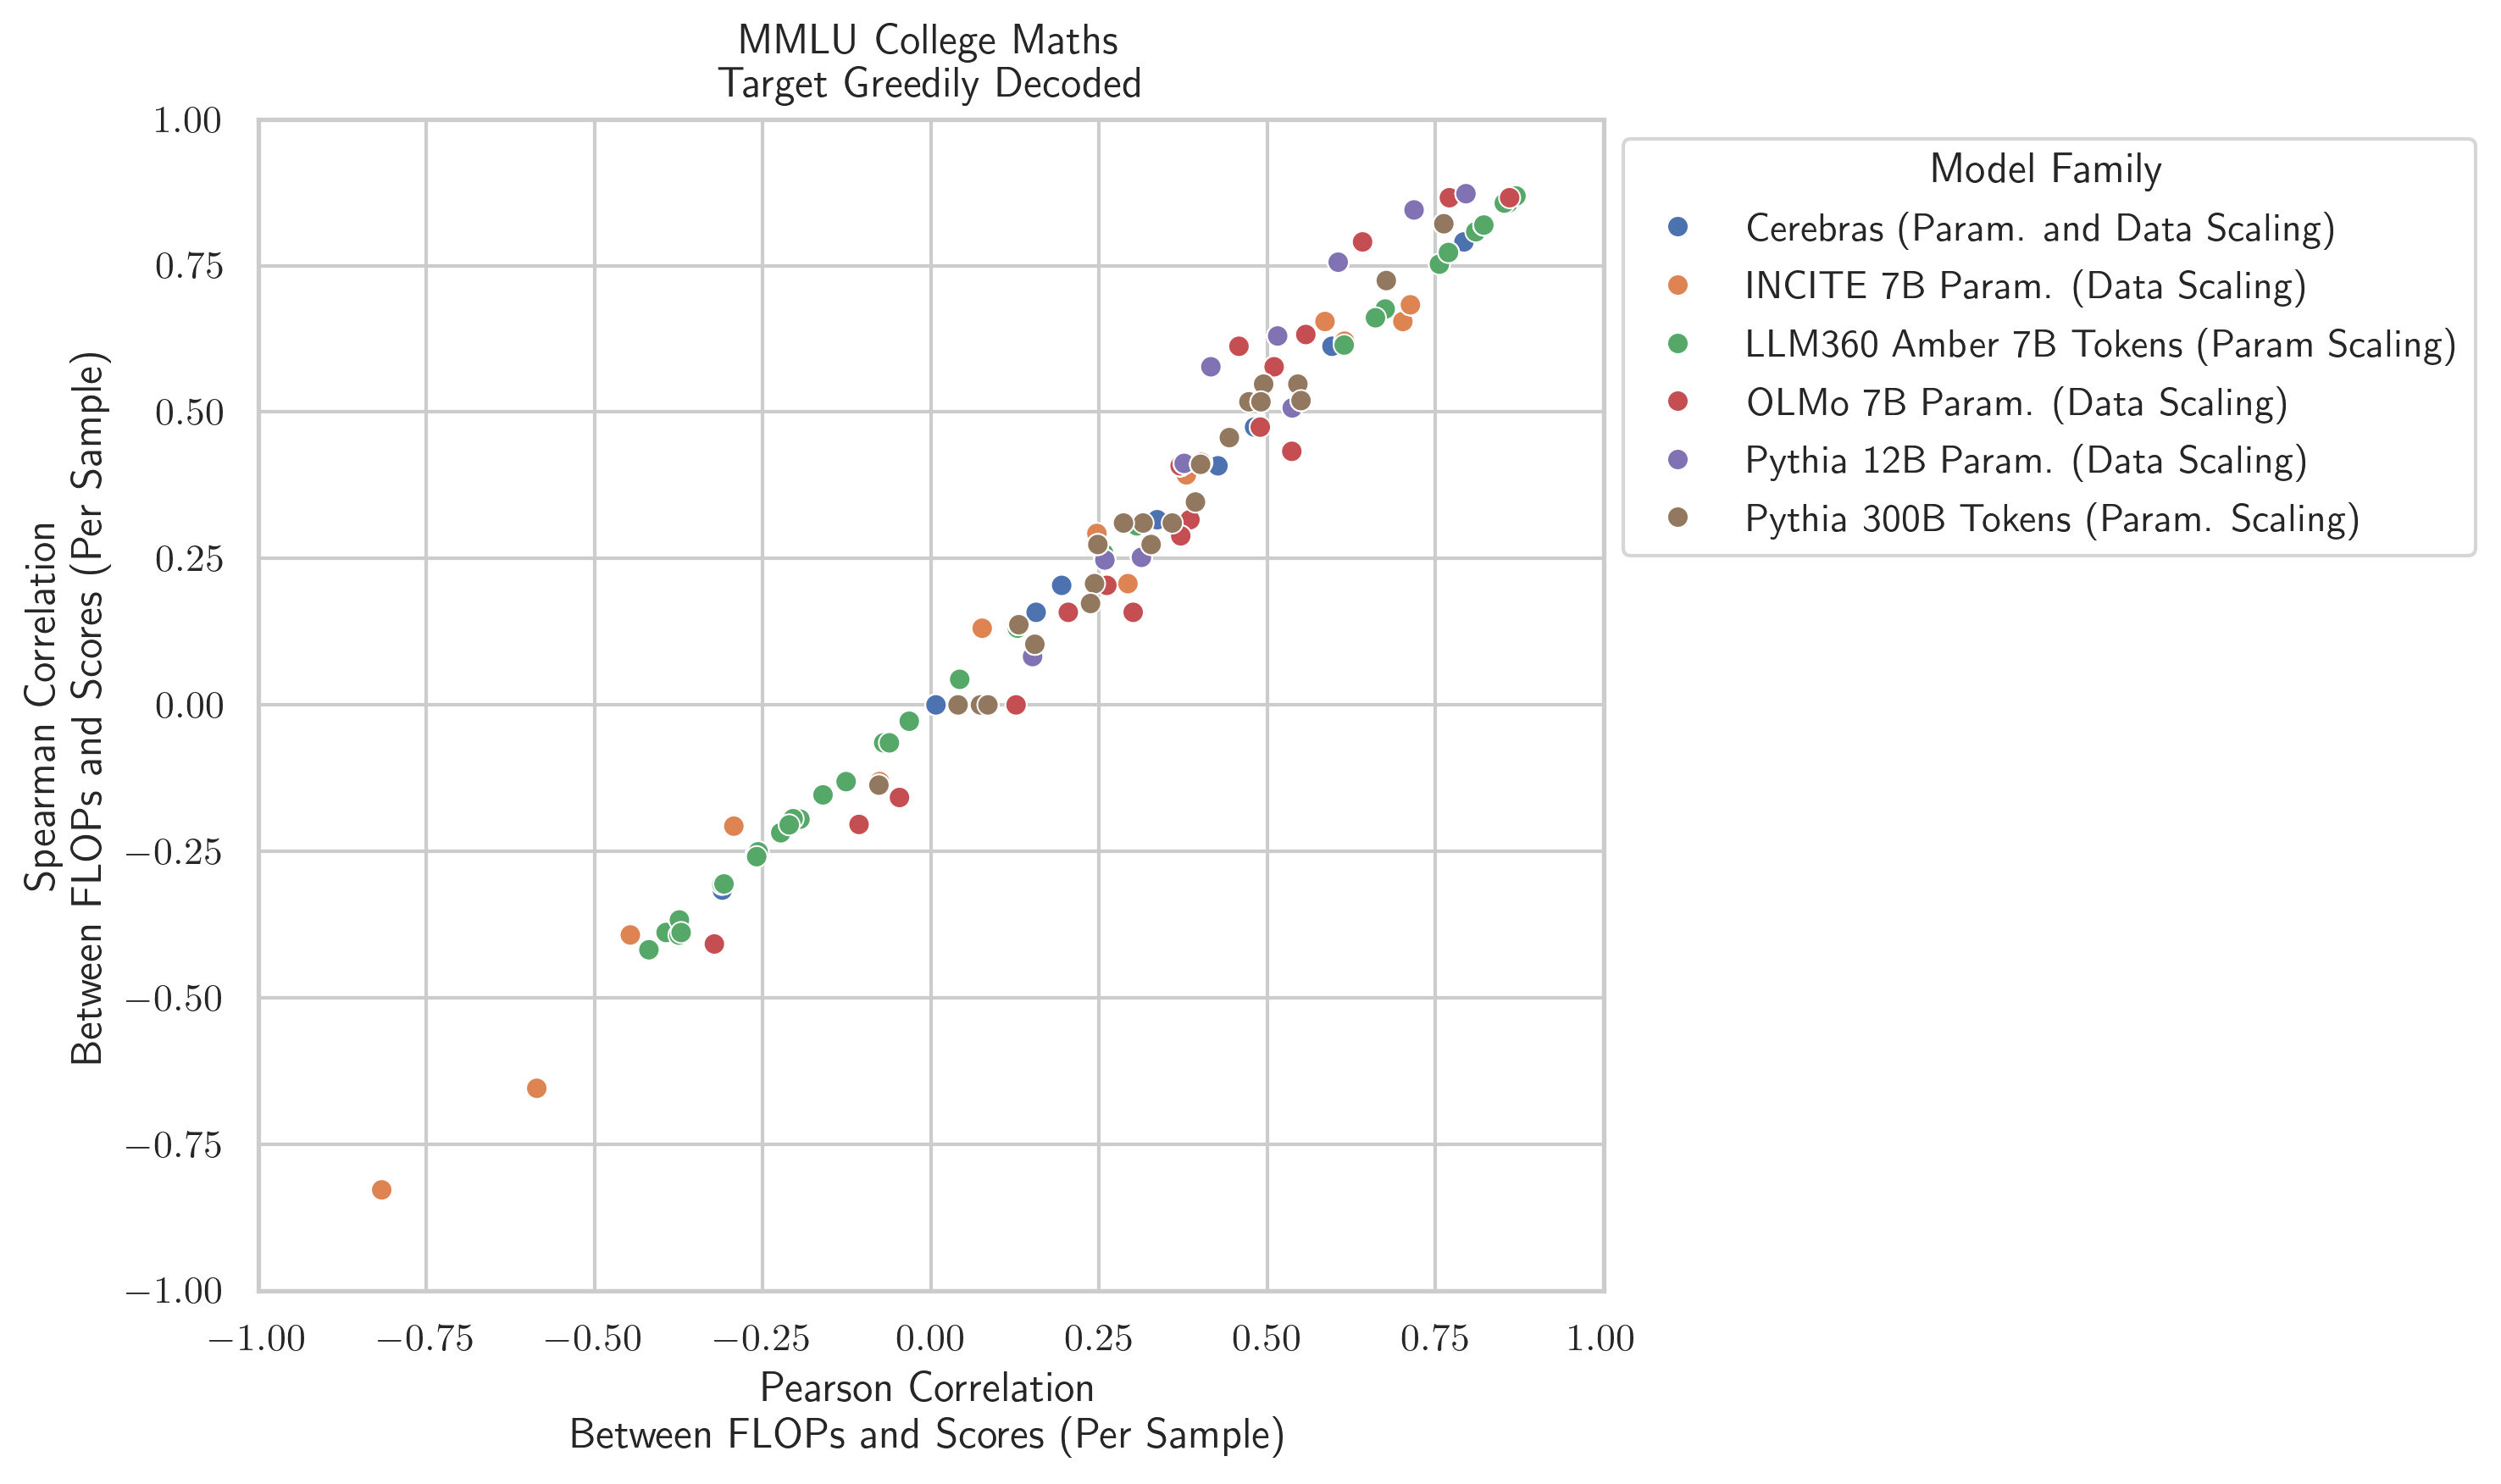 MMLU College Maths
Target Greedily Decoded
Spearman Correlation
Between FLOPs and Scores (Per Sample)
1.00
0.75
0.50
0.25
0.00
−0.25
−0.50
−0.75
−1.00
−1.00 −0.75 −0.50 −0.25 0.00 0.25 0.50 0.75 1.00
Pearson Correlation
Between FLOPs and Scores (Per Sample)
Model Family
Cerebras (Param. and Data Scaling)
INCITE 7B Param. (Data Scaling)
LLM360 Amber 7B Tokens (Param Scaling)
OLMo 7B Param. (Data Scaling)
Pythia 12B Param. (Data Scaling)
Pythia 300B Tokens (Param. Scaling)